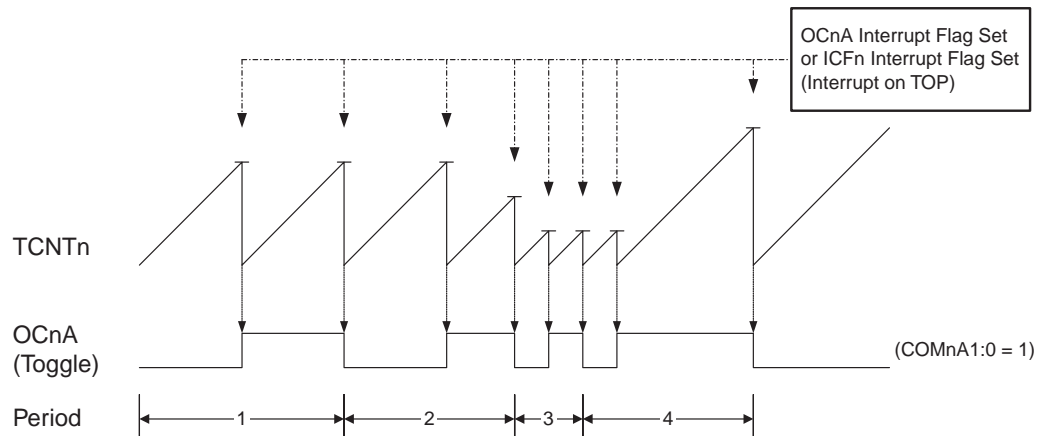 OCnA Interrupt Flag Set
or ICFn Interrupt Flag Set
(Interrupt on TOP)
TCNTn
OCnA
(Toggle)
(COMnA1:0 = 1)
Period
1
2
3
4